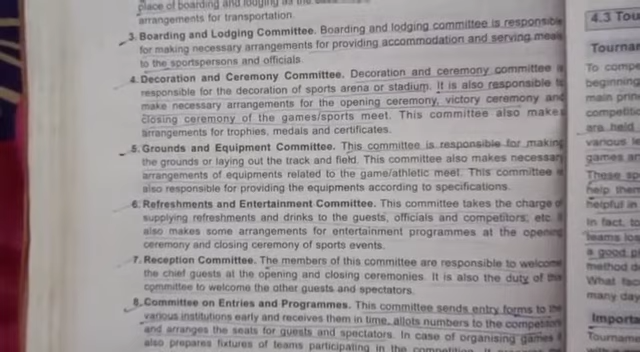 place of boarding and lodging as
arrangements for transportation.
3. Boarding and Lodging Committee. Boarding and lodging committee is responsible
for making necessary arrangements for providing accommodation and serving meals
to the sportspersons and officials.
4. Decoration and Ceremony Committee. Decoration and ceremony committee is
responsible for the decoration of sports arena or stadium. It is also responsible to
make necessary arrangements for the opening ceremony, victory ceremony and
closing ceremony of the games/sports meet. This committee also makes
arrangements for trophies, medals and certificates.
5. Grounds and Equipment Committee. This committee is responsible for making
the grounds or laying out the track and field. This committee also makes necessary
arrangements of equipments related to the game/athletic meet. This committee is
also responsible for providing the equipments according to specifications.
6. Refreshments and Entertainment Committee. This committee takes the charge of
supplying refreshments and drinks to the guests, officials and competitors, etc. It
also makes some arrangements for entertainment programmes at the opening
ceremony and closing ceremony of sports events.
7. Reception Committee. The members of this committee are responsible to welcome
the chief guests at the opening and closing ceremonies. It is also the duty of this
committee to welcome the other guests and spectators.
8. Committee on Entries and Programmes. This committee sends entry forms to the
various institutions early and receives them in time, allots numbers to the competitors
and arranges the seats for guests and spectators. In case of organising games it
also prepares fixtures of teams participating in the competition.
4.3 Tou
Tourna
To compe
beginning
main prin
competitio
are held
various le
games an
These sp
help them
helpful in
In fact, to
teams los
a good p
method o
What fac
many day
Importa
Tourname